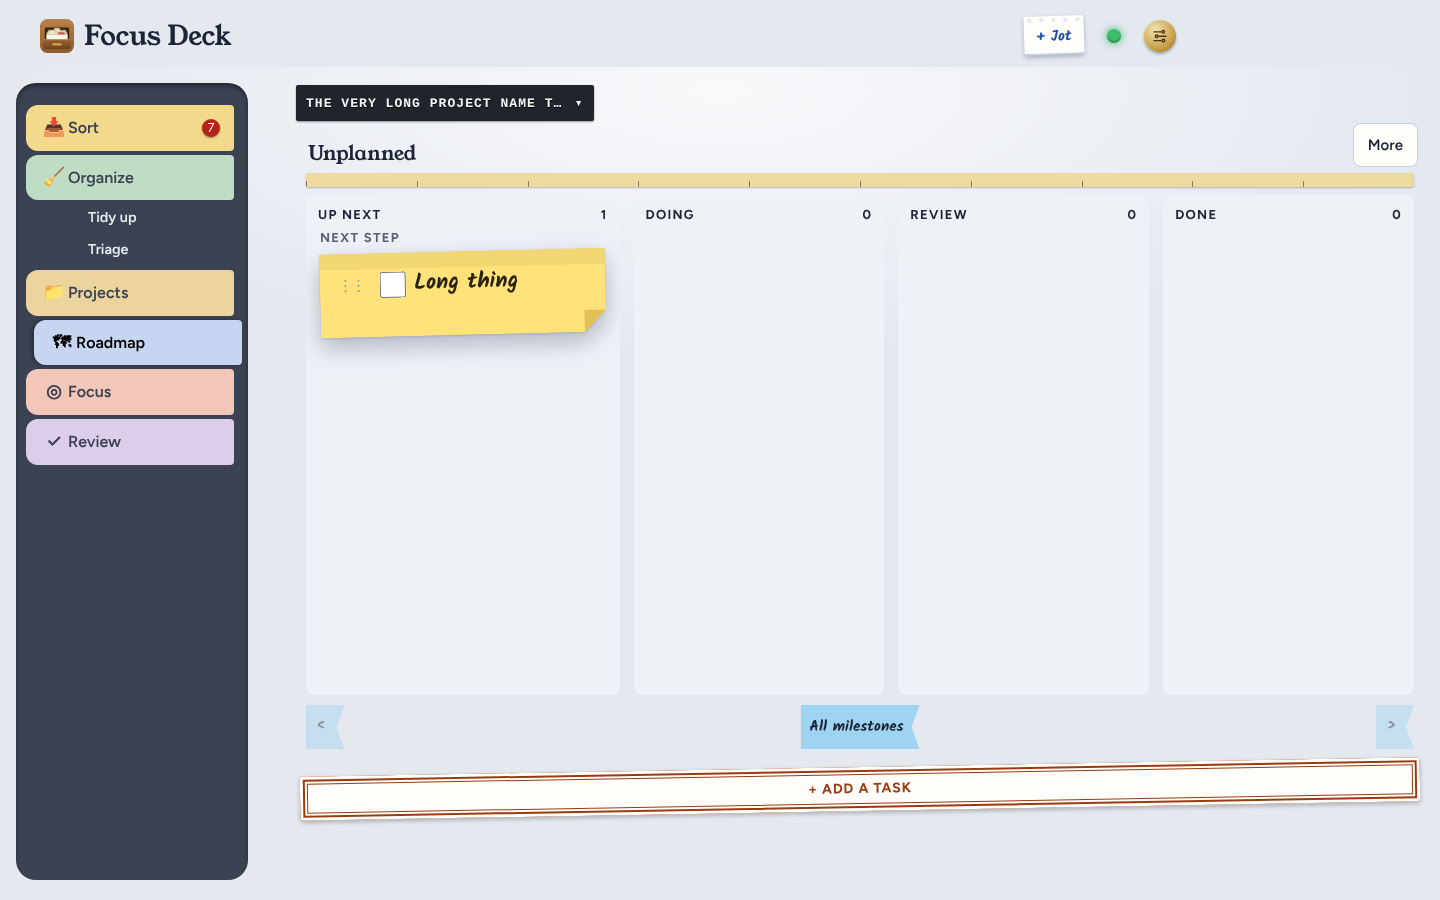 Focus Deck
+ Jot
Sort
7
Organize
Tidy up
Triage
Projects
Roadmap
Focus
Review
THE VERY LONG PROJECT NAME T…
Unplanned
More
UP NEXT 1
NEXT STEP
Long thing
DOING 0
REVIEW 0
DONE 0
<
All milestones
>
+ ADD A TASK